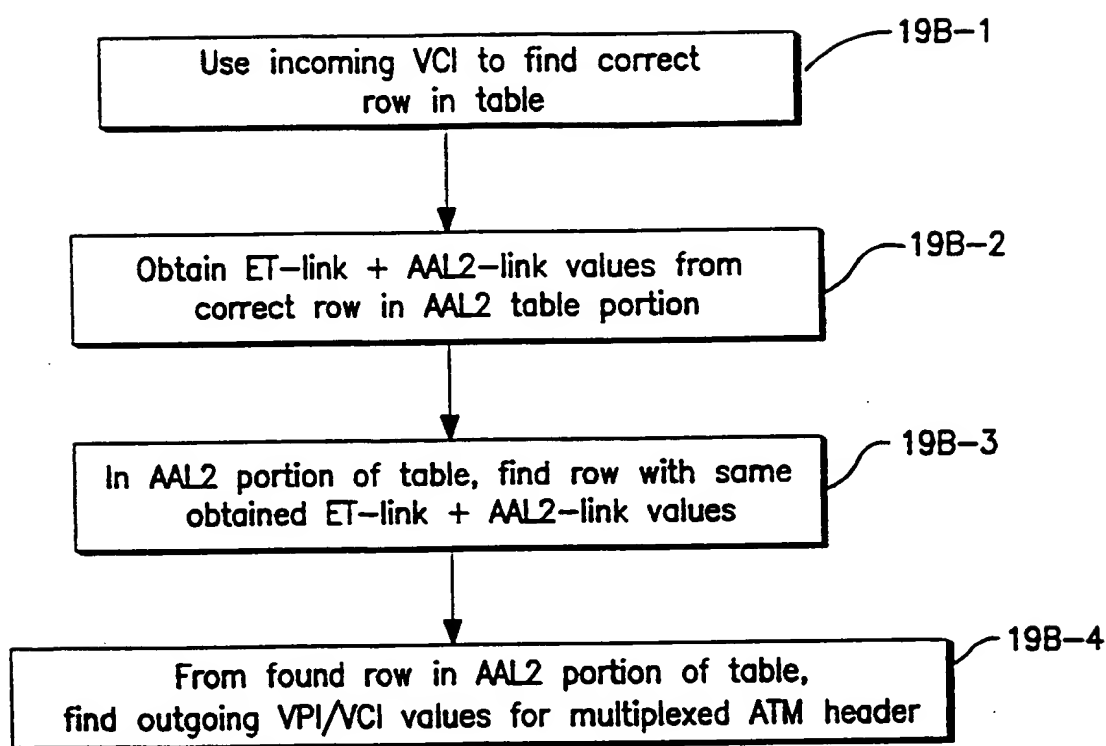 19B-1
Use incoming VCI to find correct
row in table
19B-2
Obtain ET-link + AAL2-link values from
correct row in AAL2 table portion
19B-3
In AAL2 portion of table, find row with same
obtained ET-link + AAL2-link values
19B-4
From found row in AAL2 portion of table,
find outgoing VPI/VCI values for multiplexed ATM header